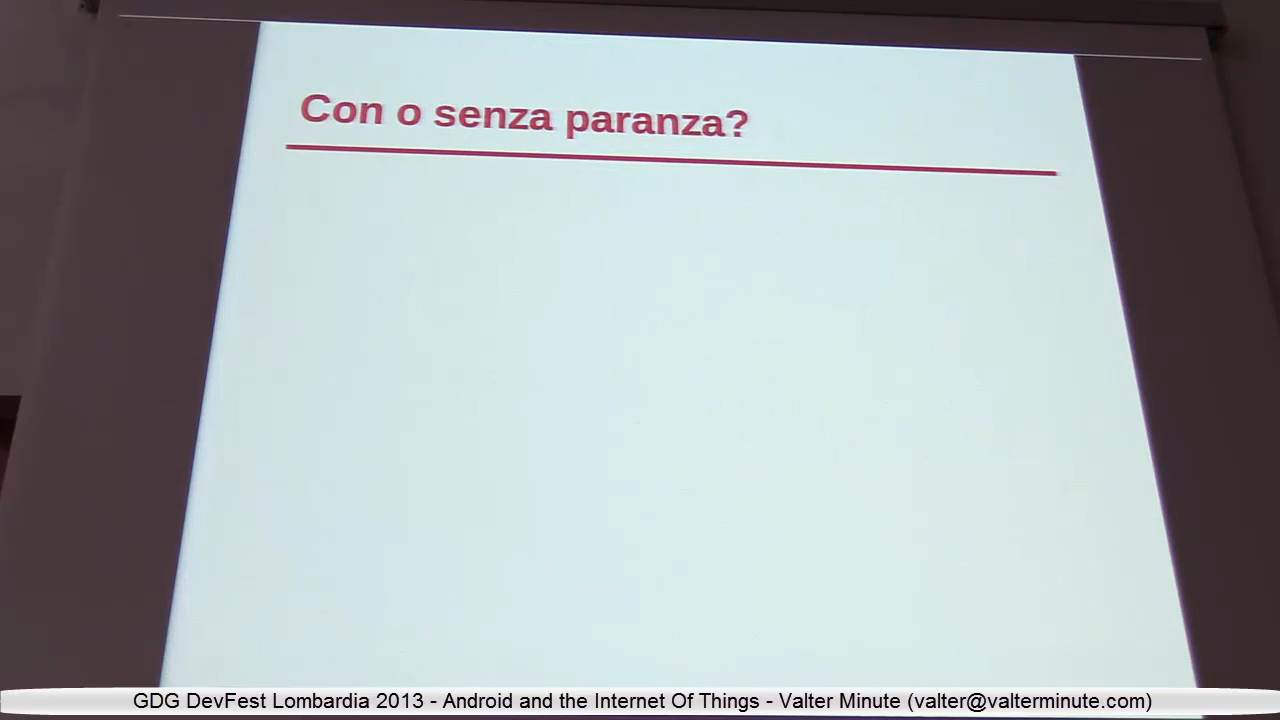 Con o senza paranza?
GDG DevFest Lombardia 2013 - Android and the Internet Of Things - Valter Minute (valter@valterminute.com)